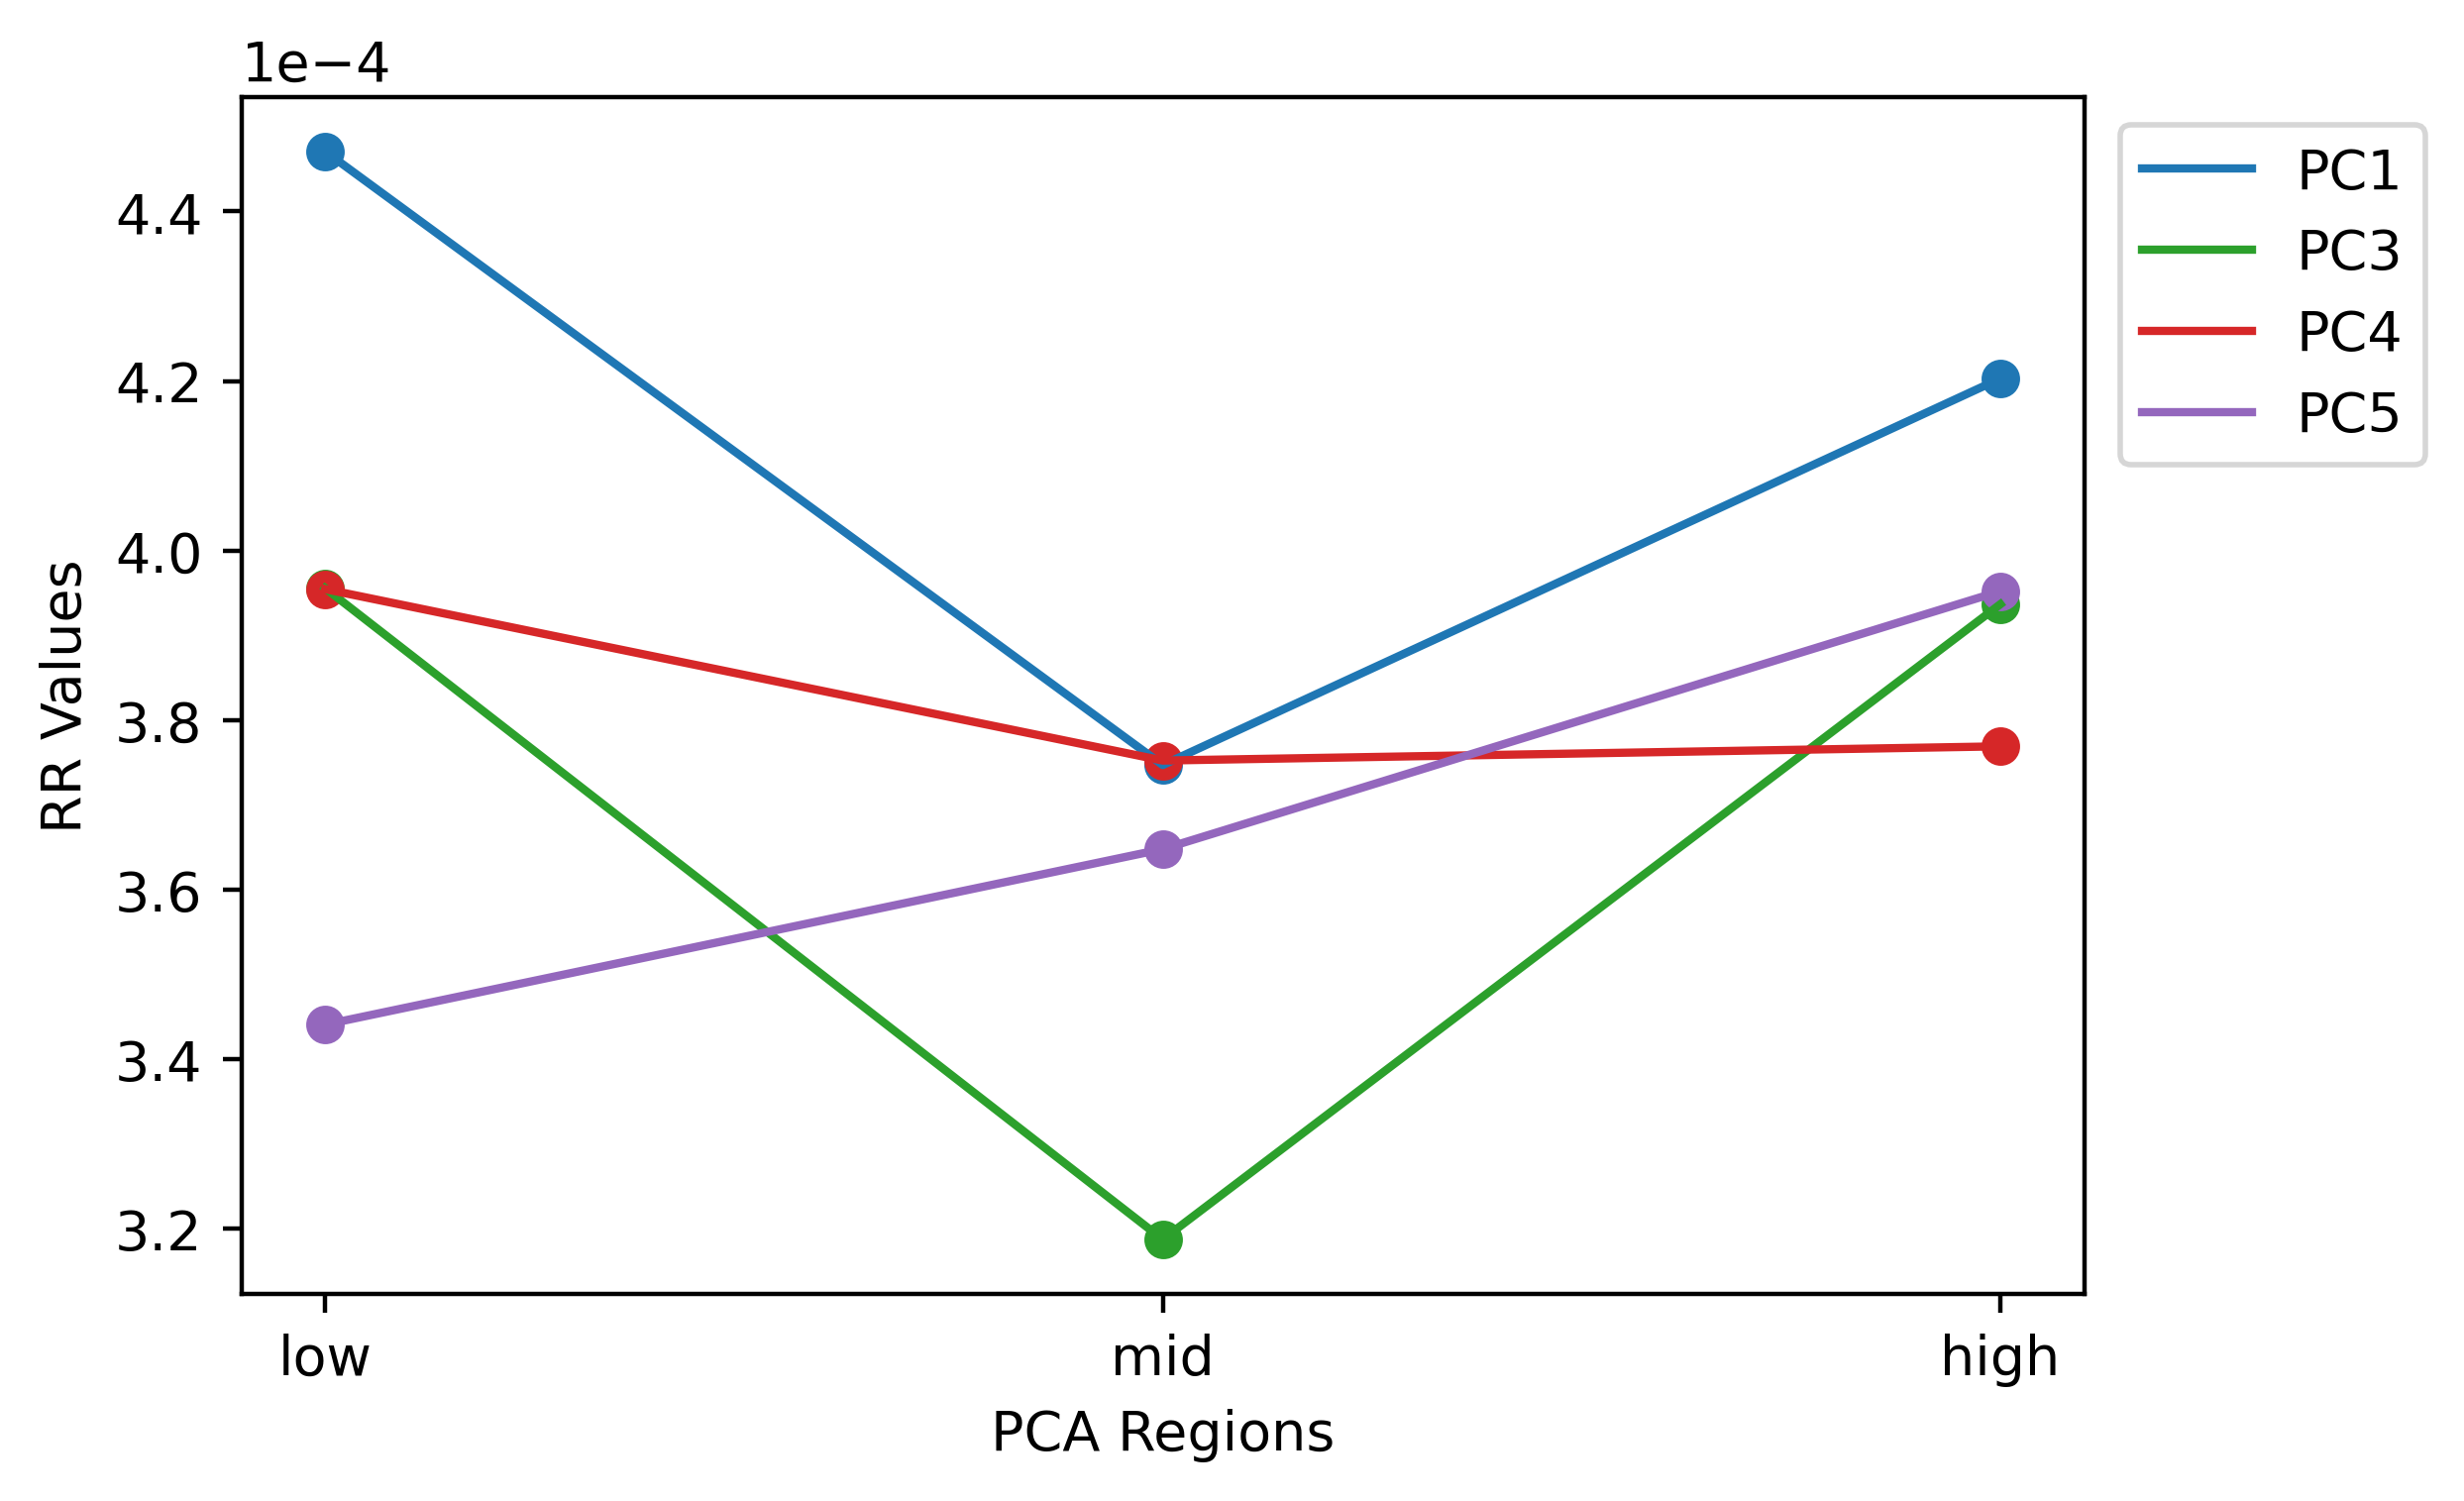 1e−4
4.4
4.2
4.0
3.8
3.6
3.4
3.2
RR Values
low mid high
PCA Regions
PC1
PC3
PC4
PC5